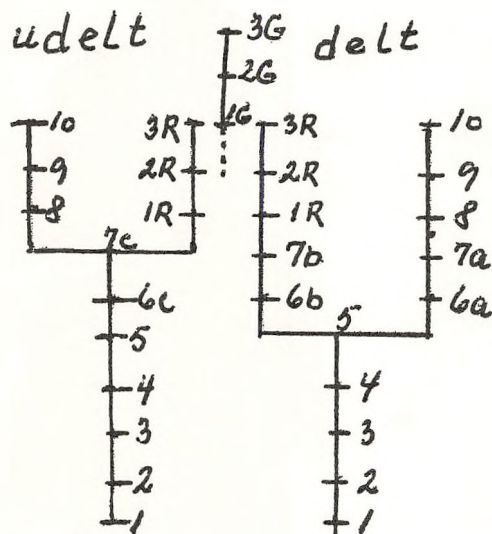 udelt 3G delt
2G
10 3R 1G 3R 10
9 2R 2R 9
8 1R 1R 8
7c 7b 7a
6c 6b 6a
5 5
4 4
3 3
2 2
1 1